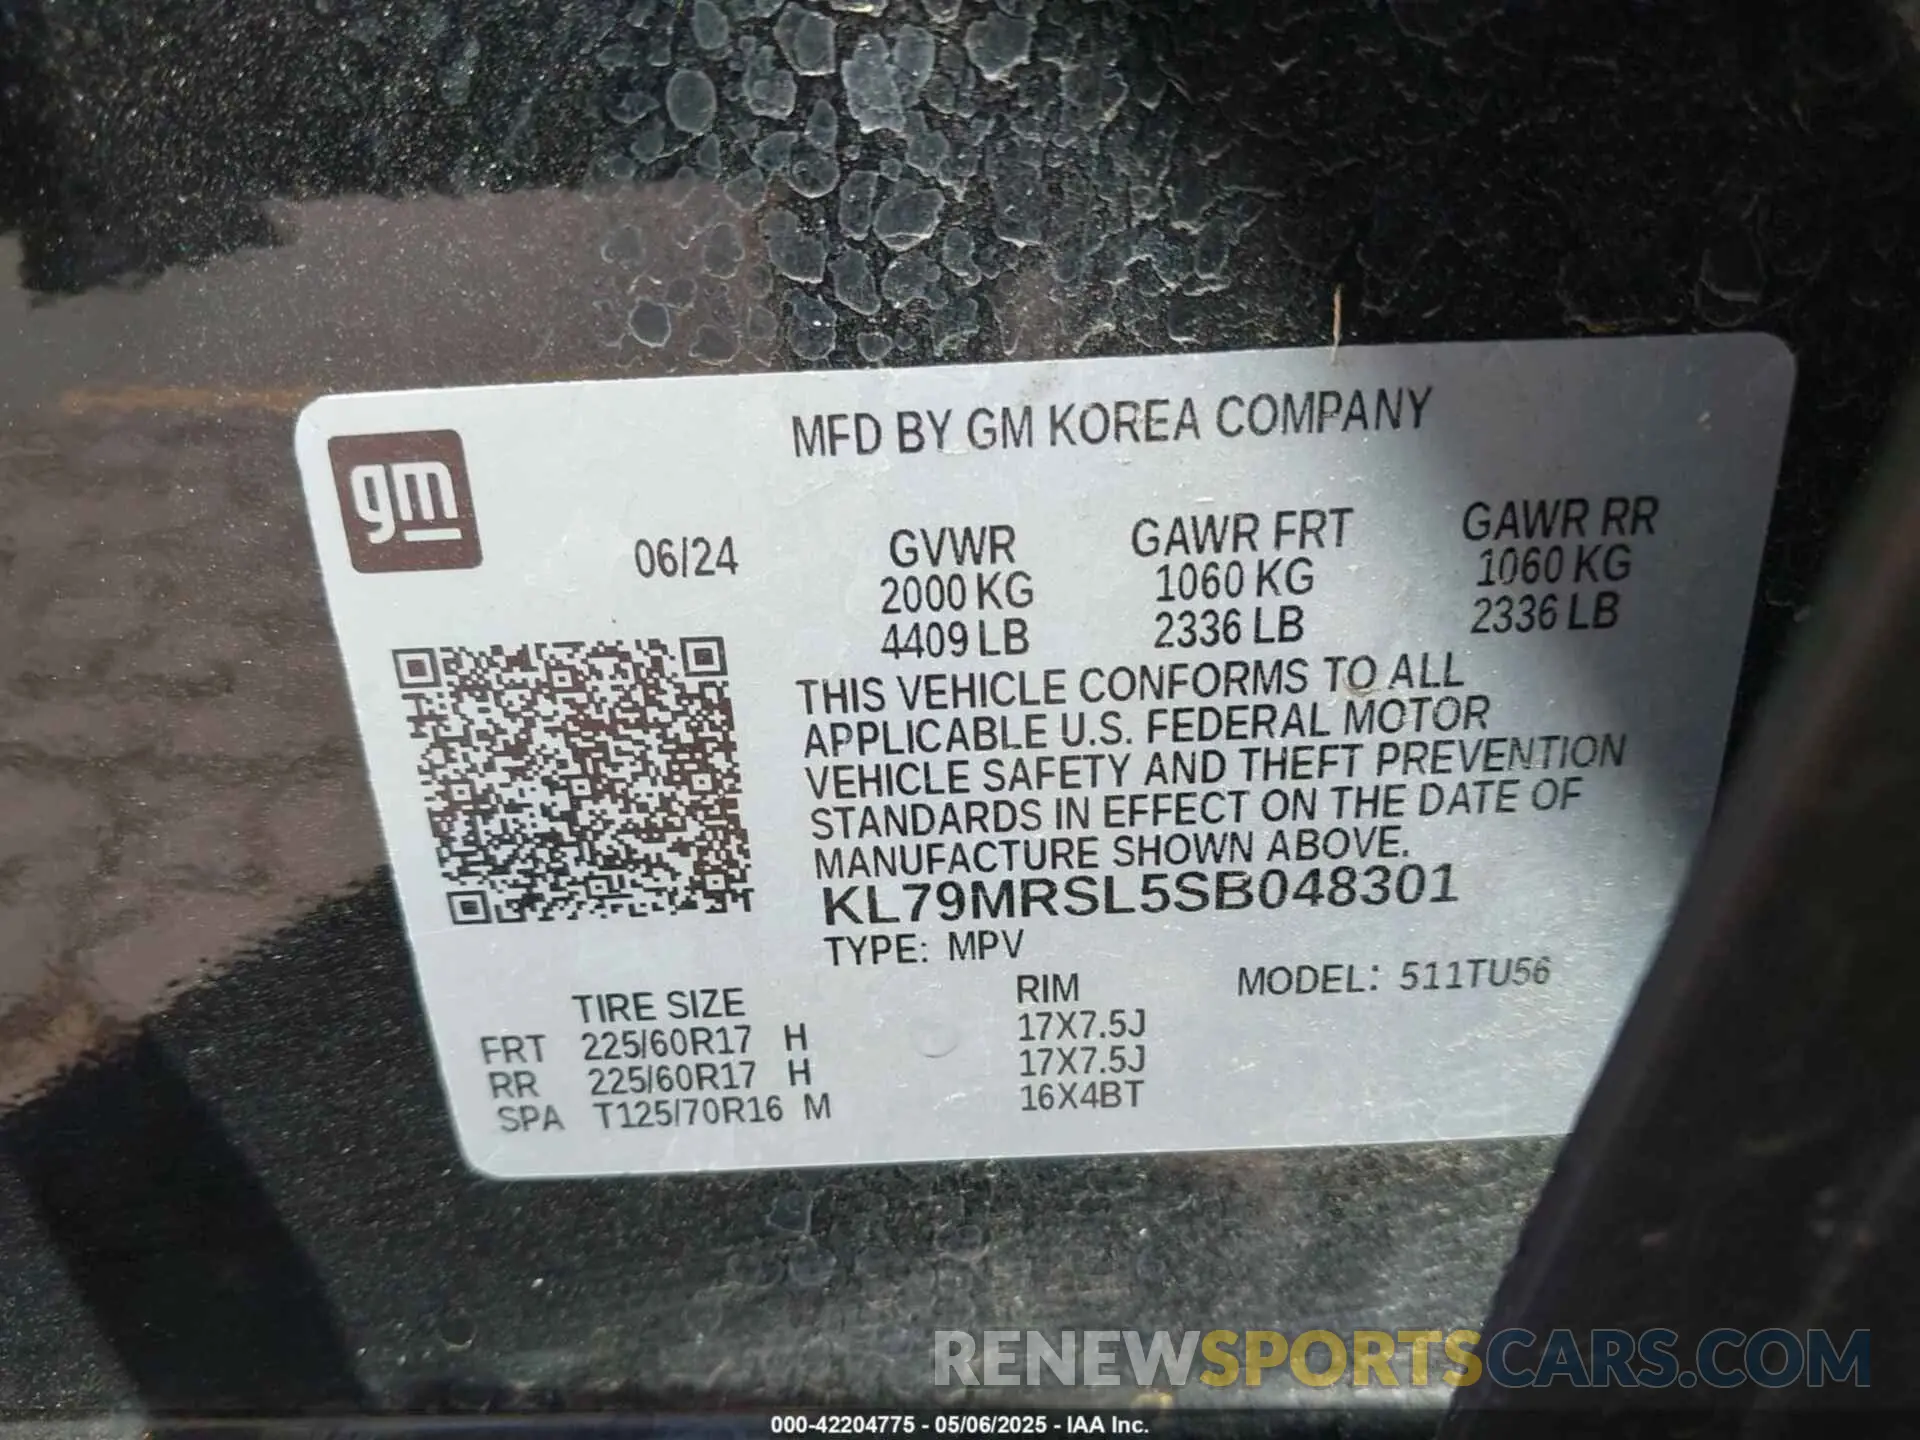 gm
MFD BY GM KOREA COMPANY
06/24
GVWR GAWR FRT GAWR RR
2000 KG 1060 KG 1060 KG
4409 LB 2336 LB 2336 LB
THIS VEHICLE CONFORMS TO ALL
APPLICABLE U.S. FEDERAL MOTOR
VEHICLE SAFETY AND THEFT PREVENTION
STANDARDS IN EFFECT ON THE DATE OF
MANUFACTURE SHOWN ABOVE.
KL79MRSL5SB048301
TYPE: MPV
MODEL: 511TU56
TIRE SIZE RIM
FRT 225/60R17 H 17X7.5J
RR 225/60R17 H 17X7.5J
SPA T125/70R16 M 16X4BT
RENEWSPORTSCARS.COM
000-42204775 - 05/06/2025 - IAA Inc.